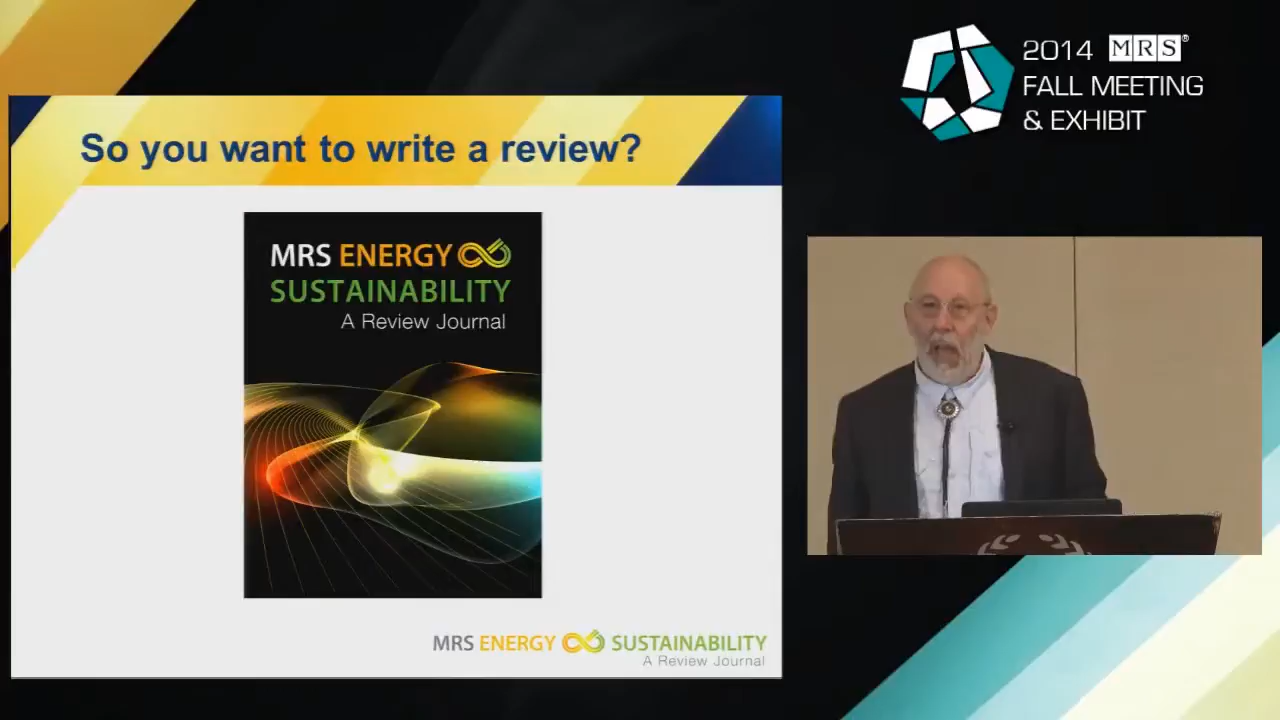 2014 MRS®
FALL MEETING
& EXHIBIT
So you want to write a review?
MRS ENERGY
SUSTAINABILITY
A Review Journal
MRS ENERGY SUSTAINABILITY
A Review Journal